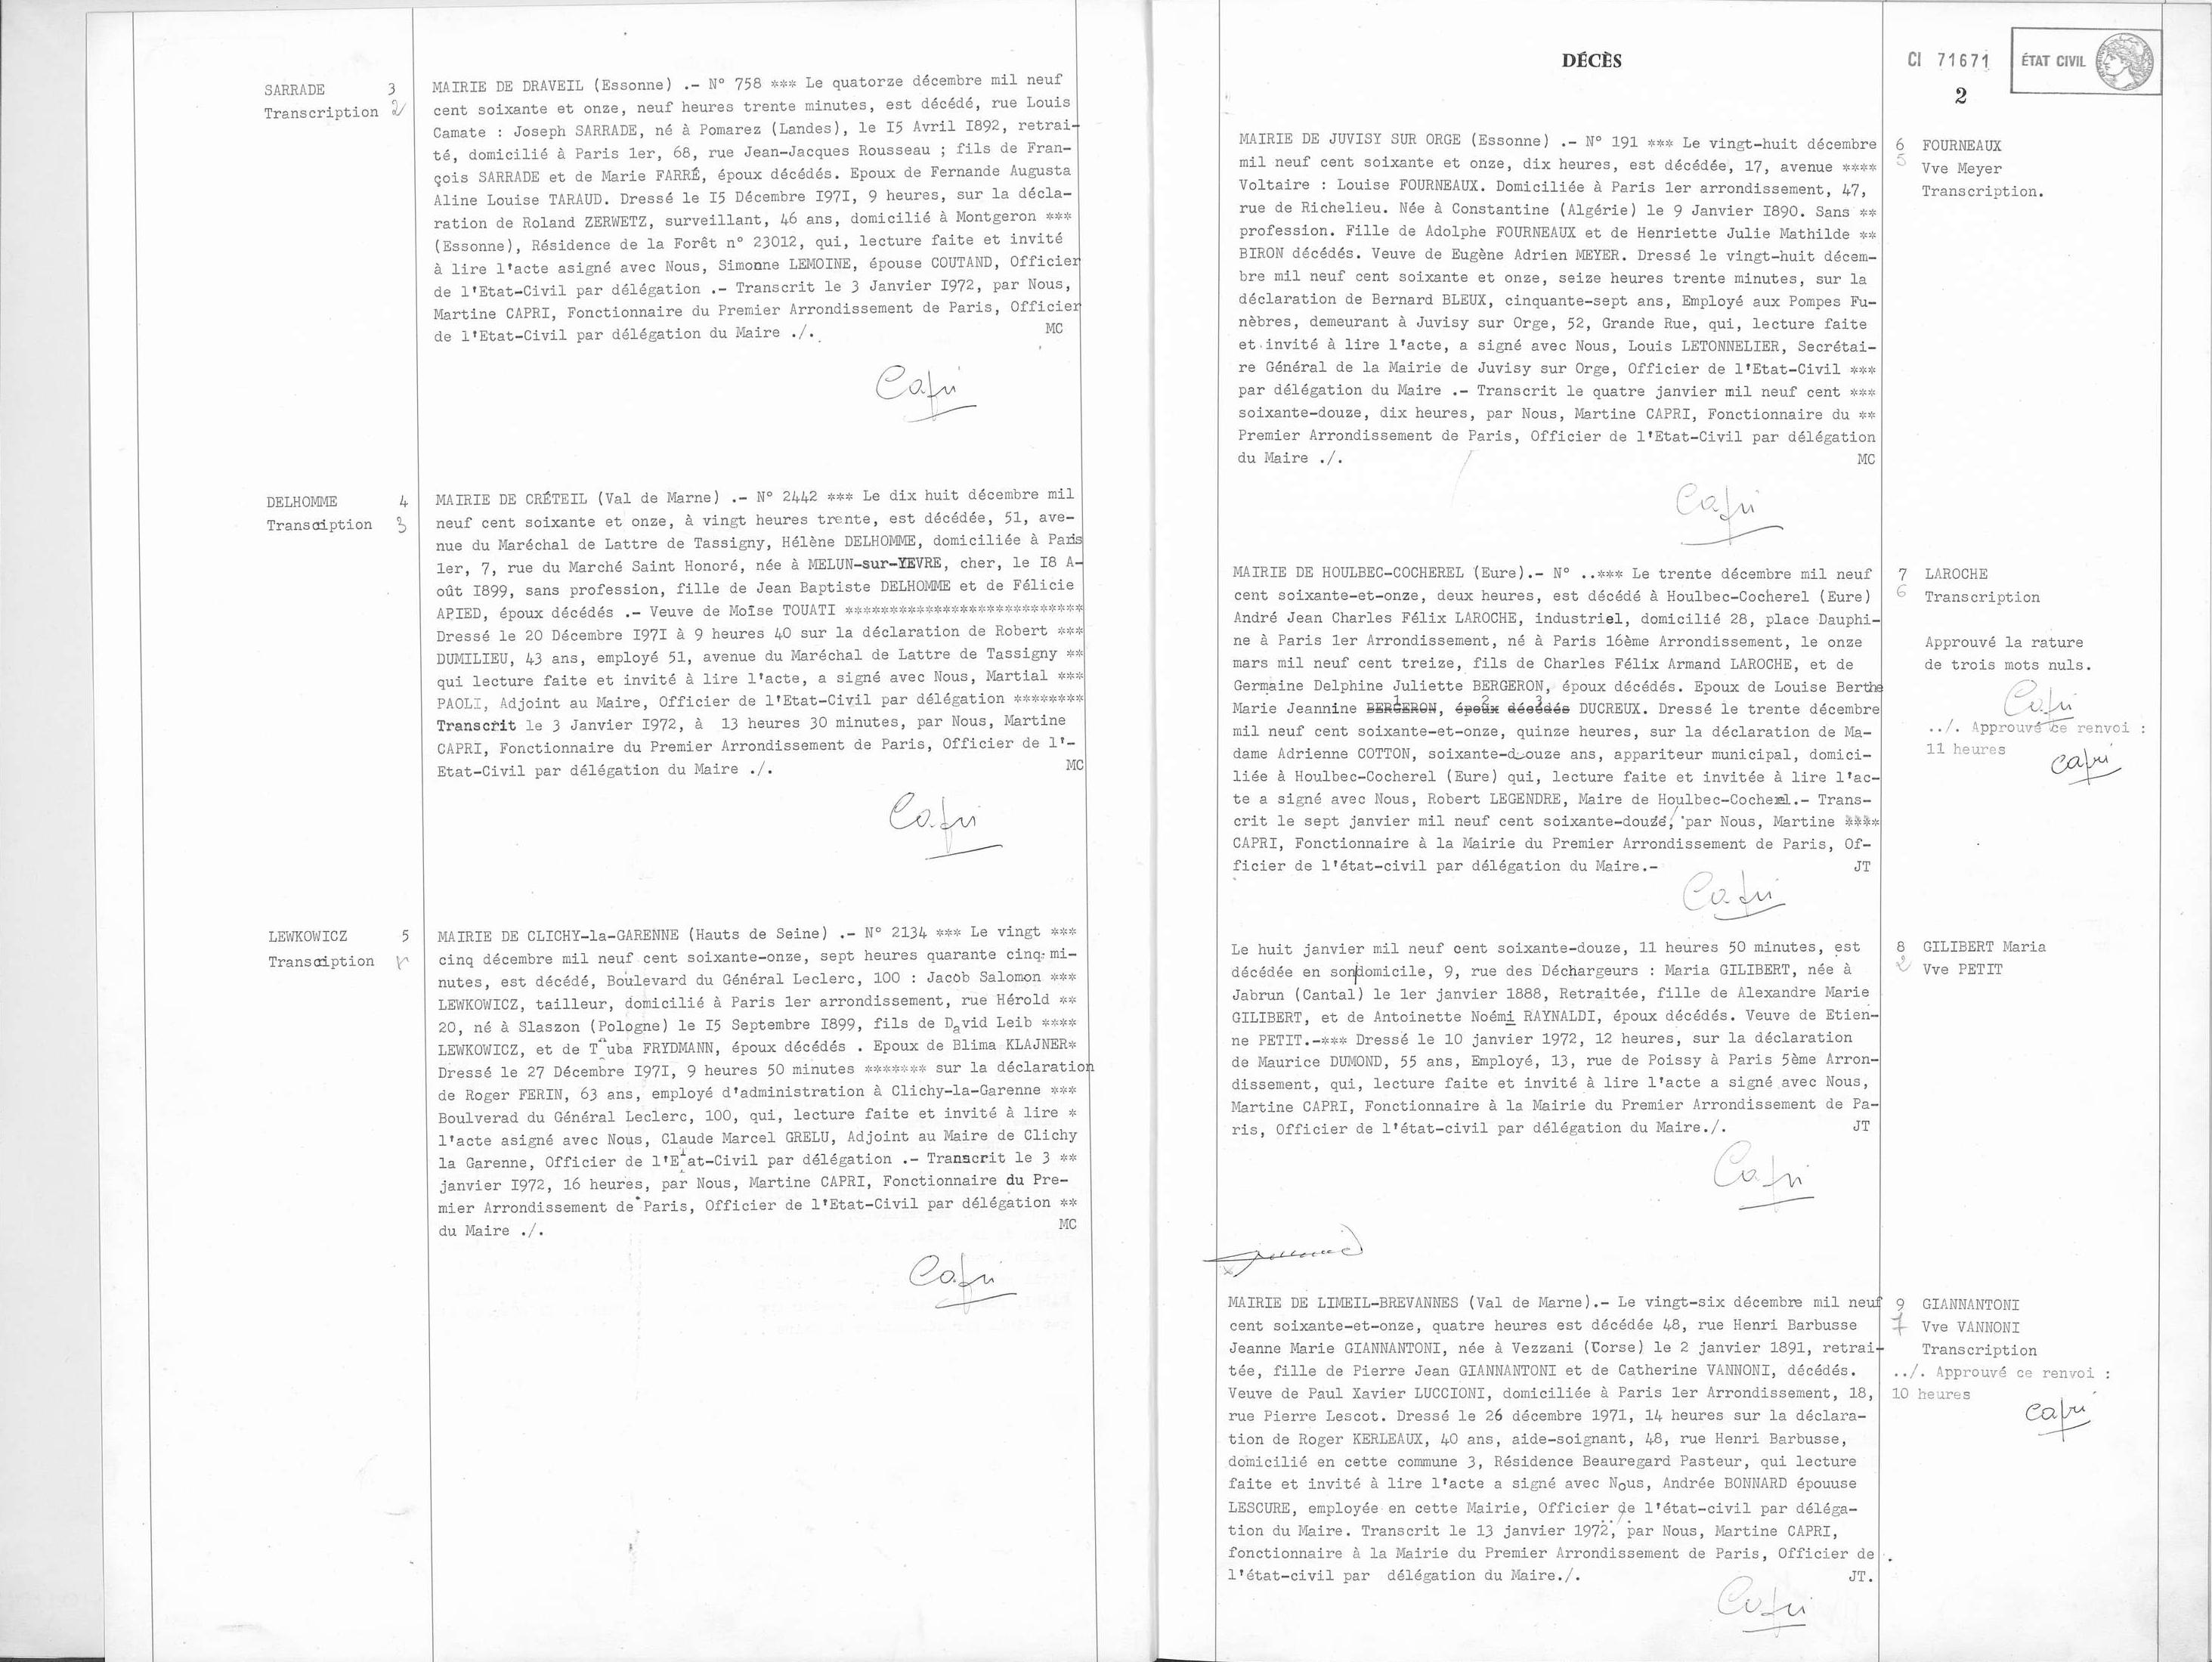 SARRADE 3
Transcription 2
MAIRIE DE DRAVEIL (Essonne) .- N° 758 *** Le quatorze décembre mil neuf
cent soixante et onze, neuf heures trente minutes, est décédé, rue Louis
Camate : Joseph SARRADE, né à Pomarez (Landes), le I5 Avril I892, retrai-
té, domicilié à Paris 1er, 68, rue Jean-Jacques Rousseau ; fils de Fran-
çois SARRADE et de Marie FARRÉ, époux décédés. Epoux de Fernande Augusta
Aline Louise TARAUD. Dressé le I5 Décembre I97I, 9 heures, sur la décla-
ration de Roland ZERWETZ, surveillant, 46 ans, domicilié à Montgeron ***
(Essonne), Résidence de la Forêt n° 23012, qui, lecture faite et invité
à lire l'acte asigné avec Nous, Simonne LEMOINE, épouse COUTAND, Officier
de l'Etat-Civil par délégation .- Transcrit le 3 Janvier I972, par Nous,
Martine CAPRI, Fonctionnaire du Premier Arrondissement de Paris, Officier
de l'Etat-Civil par délégation du Maire ./. MC
Capri
DELHOMME 4
Transcription 3
MAIRIE DE CRÉTEIL (Val de Marne) .- N° 2442 *** Le dix huit décembre mil
neuf cent soixante et onze, à vingt heures trente, est décédée, 51, ave-
nue du Maréchal de Lattre de Tassigny, Hélène DELHOMME, domiciliée à Paris
1er, 7, rue du Marché Saint Honoré, née à MELUN-sur-YEVRE, cher, le I8 A-
oût I899, sans profession, fille de Jean Baptiste DELHOMME et de Félicie
APIED, époux décédés .- Veuve de Moïse TOUATI ***************************
Dressé le 20 Décembre I97I à 9 heures 40 sur la déclaration de Robert ***
DUMILIEU, 43 ans, employé 51, avenue du Maréchal de Lattre de Tassigny **
qui lecture faite et invité à lire l'acte, a signé avec Nous, Martial ***
PAOLI, Adjoint au Maire, Officier de l'Etat-Civil par délégation ********
Transcrit le 3 Janvier I972, à 13 heures 30 minutes, par Nous, Martine
CAPRI, Fonctionnaire du Premier Arrondissement de Paris, Officier de l'-
Etat-Civil par délégation du Maire ./. MC
Capri
LEWKOWICZ 5
Transcription
MAIRIE DE CLICHY-la-GARENNE (Hauts de Seine) .- N° 2134 *** Le vingt ***
cinq décembre mil neuf cent soixante-onze, sept heures quarante cinq mi-
nutes, est décédé, Boulevard du Général Leclerc, 100 : Jacob Salomon ***
LEWKOWICZ, tailleur, domicilié à Paris 1er arrondissement, rue Hérold **
20, né à Slaszon (Pologne) le I5 Septembre I899, fils de David Leib ****
LEWKOWICZ, et de Tauba FRYDMANN, époux décédés . Epoux de Blima KLAJNER*
Dressé le 27 Décembre I97I, 9 heures 50 minutes ******* sur la déclaration
de Roger FERIN, 63 ans, employé d'administration à Clichy-la-Garenne ***
Boulverad du Général Leclerc, 100, qui, lecture faite et invité à lire *
l'acte asigné avec Nous, Claude Marcel GRELU, Adjoint au Maire de Clichy
la Garenne, Officier de l'Etat-Civil par délégation .- Transcrit le 3 **
janvier I972, 16 heures, par Nous, Martine CAPRI, Fonctionnaire du Pre-
mier Arrondissement de Paris, Officier de l'Etat-Civil par délégation **
du Maire ./. MC
Capri
DÉCÈS
CI 71671
ÉTAT CIVIL
2
MAIRIE DE JUVISY SUR ORGE (Essonne) .- N° 191 *** Le vingt-huit décembre
mil neuf cent soixante et onze, dix heures, est décédée, 17, avenue ****
Voltaire : Louise FOURNEAUX. Domiciliée à Paris 1er arrondissement, 47,
rue de Richelieu. Née à Constantine (Algérie) le 9 Janvier I890. Sans **
profession. Fille de Adolphe FOURNEAUX et de Henriette Julie Mathilde **
BIRON décédés. Veuve de Eugène Adrien MEYER. Dressé le vingt-huit décem-
bre mil neuf cent soixante et onze, seize heures trente minutes, sur la
déclaration de Bernard BLEUX, cinquante-sept ans, Employé aux Pompes Fu-
nèbres, demeurant à Juvisy sur Orge, 52, Grande Rue, qui, lecture faite
et invité à lire l'acte, a signé avec Nous, Louis LETONNELIER, Secrétai-
re Général de la Mairie de Juvisy sur Orge, Officier de l'Etat-Civil ***
par délégation du Maire .- Transcrit le quatre janvier mil neuf cent ***
soixante-douze, dix heures, par Nous, Martine CAPRI, Fonctionnaire du **
Premier Arrondissement de Paris, Officier de l'Etat-Civil par délégation
du Maire ./. MC
Capri
6 FOURNEAUX
5 Vve Meyer
Transcription.
MAIRIE DE HOULBEC-COCHEREL (Eure).- N° ..*** Le trente décembre mil neuf
cent soixante-et-onze, deux heures, est décédé à Houlbec-Cocherel (Eure)
André Jean Charles Félix LAROCHE, industriel, domicilié 28, place Dauphi-
ne à Paris 1er Arrondissement, né à Paris 16ème Arrondissement, le onze
mars mil neuf cent treize, fils de Charles Félix Armand LAROCHE, et de
Germaine Delphine Juliette BERGERON, époux décédés. Epoux de Louise Berthe
Marie Jeannine BERGERON, époux décédés DUCREUX. Dressé le trente décembre
mil neuf cent soixante-et-onze, quinze heures, sur la déclaration de Ma-
dame Adrienne COTTON, soixante-douze ans, appariteur municipal, domici-
liée à Houlbec-Cocherel (Eure) qui, lecture faite et invitée à lire l'ac-
te a signé avec Nous, Robert LEGENDRE, Maire de Houlbec-Cocherel.- Trans-
crit le sept janvier mil neuf cent soixante-douze, par Nous, Martine ****
CAPRI, Fonctionnaire à la Mairie du Premier Arrondissement de Paris, Of-
ficier de l'état-civil par délégation du Maire.- JT
Capri
7 LAROCHE
6 Transcription
Approuvé la rature
de trois mots nuls.
Capri
../. Approuvé ce renvoi :
11 heures
Capri
Le huit janvier mil neuf cent soixante-douze, 11 heures 50 minutes, est
décédée en son domicile, 9, rue des Déchargeurs : Maria GILIBERT, née à
Jabrun (Cantal) le 1er janvier 1888, Retraitée, fille de Alexandre Marie
GILIBERT, et de Antoinette Noémi RAYNALDI, époux décédés. Veuve de Etien-
ne PETIT.-*** Dressé le 10 janvier 1972, 12 heures, sur la déclaration
de Maurice DUMOND, 55 ans, Employé, 13, rue de Poissy à Paris 5ème Arron-
dissement, qui, lecture faite et invité à lire l'acte a signé avec Nous,
Martine CAPRI, Fonctionnaire à la Mairie du Premier Arrondissement de Pa-
ris, Officier de l'état-civil par délégation du Maire./. JT
Capri
8 GILIBERT Maria
2 Vve PETIT
MAIRIE DE LIMEIL-BREVANNES (Val de Marne).- Le vingt-six décembre mil neuf
cent soixante-et-onze, quatre heures est décédée 48, rue Henri Barbusse
Jeanne Marie GIANNANTONI, née à Vezzani (Corse) le 2 janvier 1891, retrai-
tée, fille de Pierre Jean GIANNANTONI et de Catherine VANNONI, décédés.
Veuve de Paul Xavier LUCCIONI, domiciliée à Paris 1er Arrondissement, 18,
rue Pierre Lescot. Dressé le 26 décembre 1971, 14 heures sur la déclara-
tion de Roger KERLEAUX, 40 ans, aide-soignant, 48, rue Henri Barbusse,
domicilié en cette commune 3, Résidence Beauregard Pasteur, qui lecture
faite et invité à lire l'acte a signé avec Nous, Andrée BONNARD épouuse
LESCURE, employée en cette Mairie, Officier de l'état-civil par déléga-
tion du Maire. Transcrit le 13 janvier 1972, par Nous, Martine CAPRI,
fonctionnaire à la Mairie du Premier Arrondissement de Paris, Officier de
l'état-civil par délégation du Maire./. JT.
Capri
9 GIANNANTONI
7 Vve VANNONI
Transcription
../. Approuvé ce renvoi :
10 heures
Capri